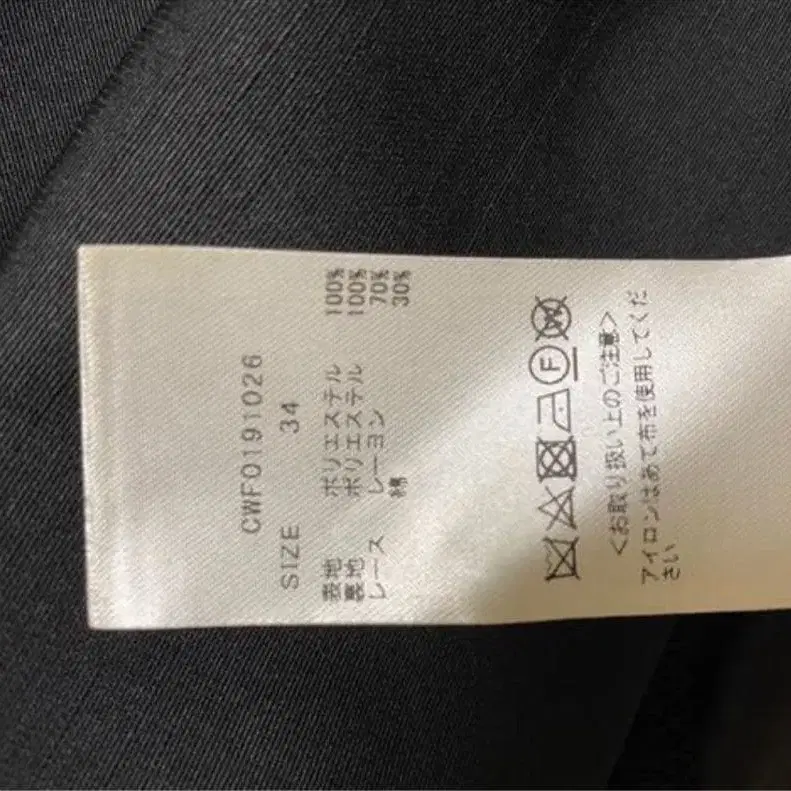 CWF0191026
SIZE 34
表地 ポリエステル 100%
裏地 ポリエステル 100%
レース レーヨン 70%
綿 30%
F W
<お取り扱い上のご注意>
アイロンはあて布を使用してくだ
さい